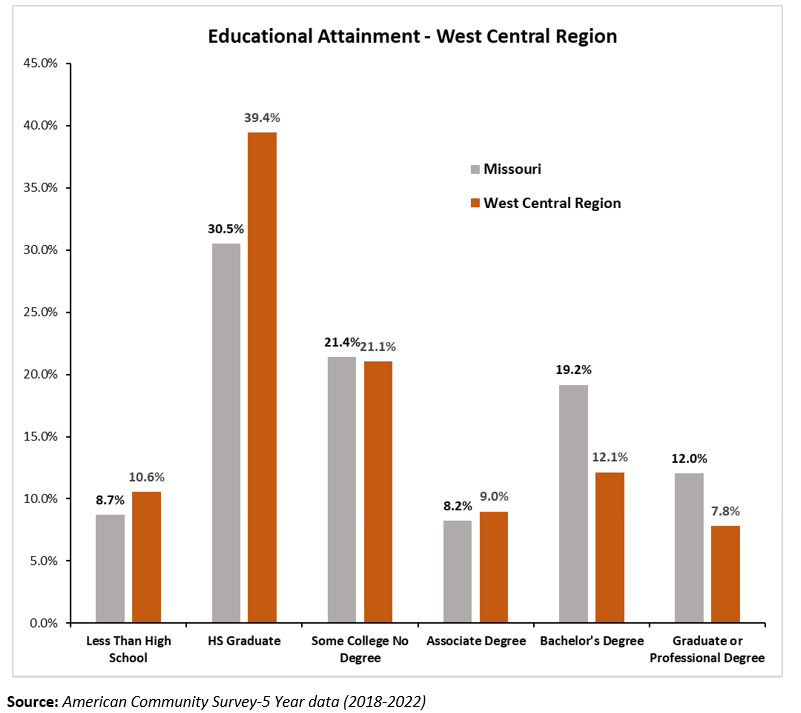 Educational Attainment - West Central Region
45.0%
40.0%
35.0%
30.0%
25.0%
20.0%
15.0%
10.0%
5.0%
0.0%
Missouri
West Central Region
8.7%
10.6%
30.5%
39.4%
21.4%
21.1%
8.2%
9.0%
19.2%
12.1%
12.0%
7.8%
Less Than High
School
HS Graduate
Some College No
Degree
Associate Degree
Bachelor's Degree
Graduate or
Professional Degree
Source: American Community Survey-5 Year data (2018-2022)